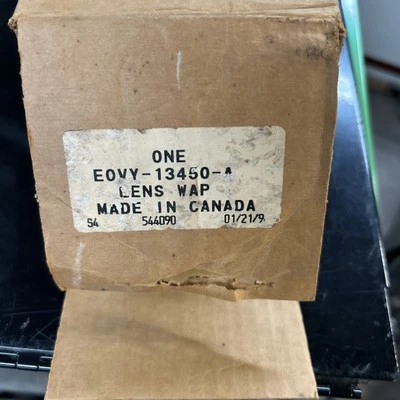 ONE
EOVY-13450-A
LENS WAP
MADE IN CANADA
S4 544090 01/21/9